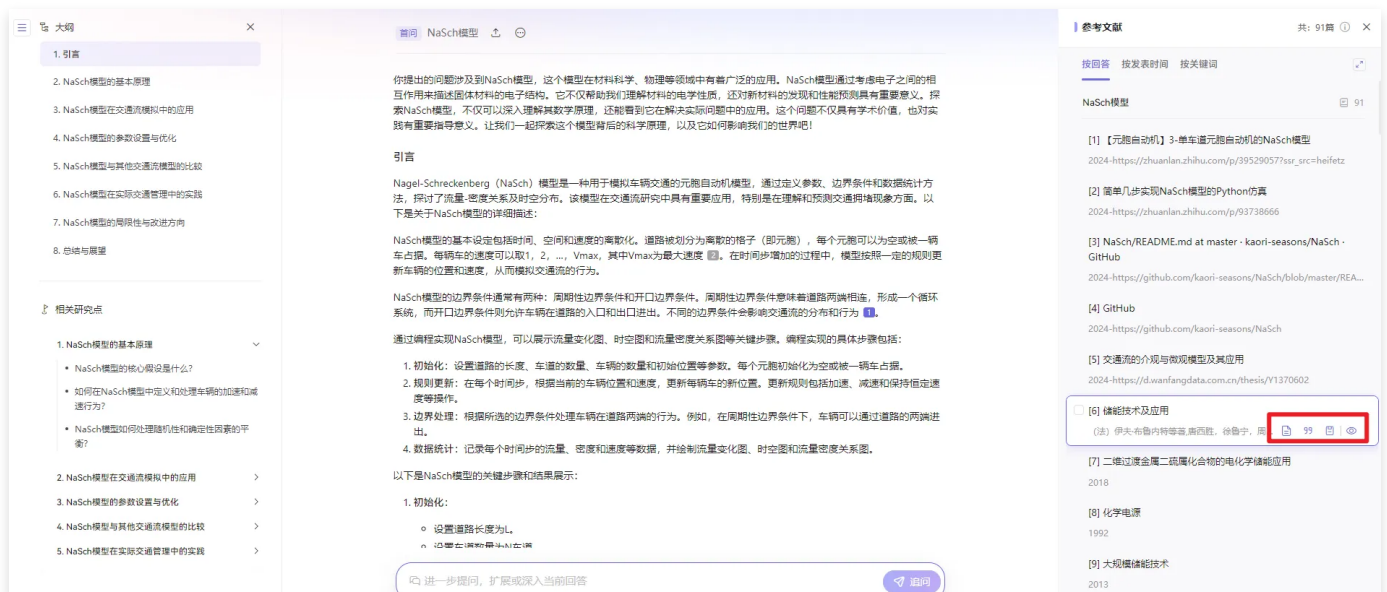 大纲
1. 引言
2. NaSch模型的基本原理
3. NaSch模型在交通流模拟中的应用
4. NaSch模型的参数设置与优化
5. NaSch模型与其他交通流模型的比较
6. NaSch模型在实际交通管理中的实践
7. NaSch模型的局限性与改进方向
8. 总结与展望
相关研究点
1. NaSch模型的基本原理
• NaSch模型的核心假设是什么?
• 如何在NaSch模型中定义和处理车辆的加速和减
速行为?
• NaSch模型如何处理随机性和确定性因素的平
衡?
2. NaSch模型在交通流模拟中的应用
3. NaSch模型的参数设置与优化
4. NaSch模型与其他交通流模型的比较
5. NaSch模型在实际交通管理中的实践
首问 NaSch模型
你提出的问题涉及到NaSch模型，这个模型在材料科学、物理等领域中有着广泛的应用。NaSch模型通过考虑电子之间的相
互作用来描述固体材料的电子结构。它不仅帮助我们理解材料的电学性质，还对新材料的发现和性能预测具有重要意义。探
索NaSch模型，不仅可以深入理解其数学原理，还能看到它在解决实际问题中的应用。这个问题不仅具有学术价值，也对实
践有重要指导意义。让我们一起探索这个模型背后的科学原理，以及它如何影响我们的世界吧！
引言
Nagel-Schreckenberg（NaSch）模型是一种用于模拟车辆交通的元胞自动机模型，通过定义参数、边界条件和数据统计方
法，探讨了流量-密度关系及时空分布。该模型在交通流研究中具有重要应用，特别是在理解和预测交通拥堵现象方面。以
下是关于NaSch模型的详细描述：
NaSch模型的基本设定包括时间、空间和速度的离散化。道路被划分为离散的格子（即元胞），每个元胞可以为空或被一辆
车占据。每辆车的速度可以取1，2，...，Vmax，其中Vmax为最大速度 2。在时间步增加的过程中，模型按照一定的规则更
新车辆的位置和速度，从而模拟交通流的行为。
NaSch模型的边界条件通常有两种：周期性边界条件和开口边界条件。周期性边界条件意味着道路两端相连，形成一个循环
系统，而开口边界条件则允许车辆在道路的入口和出口进出。不同的边界条件会影响交通流的分布和行为 1。
通过编程实现NaSch模型，可以展示流量变化图、时空图和流量密度关系图等关键步骤。编程实现的具体步骤包括：
1. 初始化：设置道路的长度、车道的数量、车辆的数量和初始位置等参数。每个元胞初始化为空或被一辆车占据。
2. 规则更新：在每个时间步，根据当前的车辆位置和速度，更新每辆车的新位置。更新规则包括加速、减速和保持恒定速
度等操作。
3. 边界处理：根据所选的边界条件处理车辆在道路两端的行为。例如，在周期性边界条件下，车辆可以通过道路的两端进
出。
4. 数据统计：记录每个时间步的流量、密度和速度等数据，并绘制流量变化图、时空图和流量密度关系图。
以下是NaSch模型的关键步骤和结果展示：
1. 初始化：
设置道路长度为L。
设置车道数量为N车道
进一步提问，扩展或深入当前回答
追问
参考文献 共：91篇
按回答 按发表时间 按关键词
NaSch模型 91
[1] 【元胞自动机】3-单车道元胞自动机的NaSch模型
2024-https://zhuanlan.zhihu.com/p/39529057?ssr_src=heifetz
[2] 简单几步实现NaSch模型的Python仿真
2024-https://zhuanlan.zhihu.com/p/93738666
[3] NaSch/README.md at master · kaori-seasons/NaSch ·
GitHub
2024-https://github.com/kaori-seasons/NaSch/blob/master/REA...
[4] GitHub
2024-https://github.com/kaori-seasons/NaSch
[5] 交通流的介观与微观模型及其应用
2024-https://d.wanfangdata.com.cn/thesis/Y1370602
[6] 储能技术及应用
（法）伊夫·布鲁内特等著,唐西胜，徐鲁宁，周
[7] 二维过渡金属二硫属化合物的电化学储能应用
2018
[8] 化学电源
1992
[9] 大规模储能技术
2013